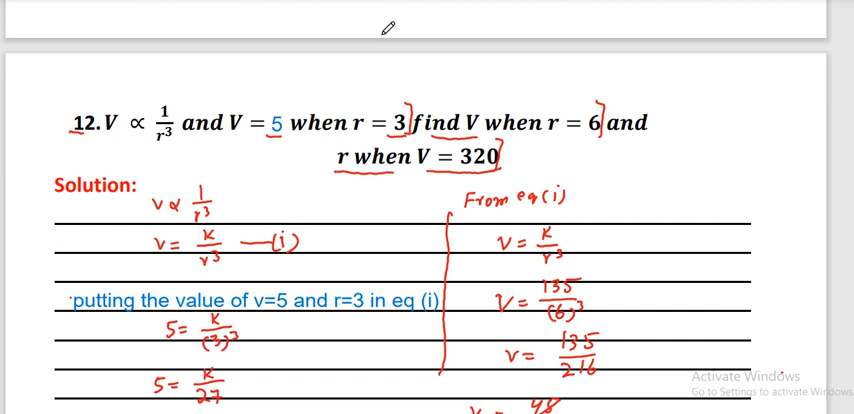 12. V ∝ 1/r³ and V = 5 when r = 3 find V when r = 6 and
r when V = 320
Solution:
v ∝ 1/r³
v = K/r³ —(i)
putting the value of v=5 and r=3 in eq (i)
5 = K/(3)³
5 = K/27
From eq (i)
v = K/r³
V = 135/(6)³
v = 135/216
Activate Windows
Go to Settings to activate Windows.